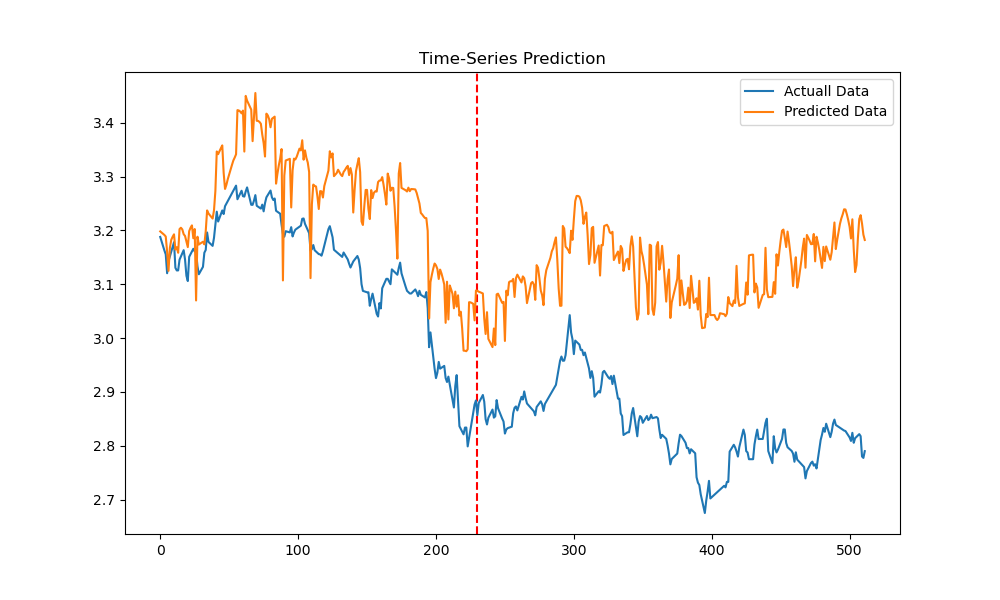 Time-Series Prediction
Actuall Data
Predicted Data
3.4
3.3
3.2
3.1
3.0
2.9
2.8
2.7
0 100 200 300 400 500